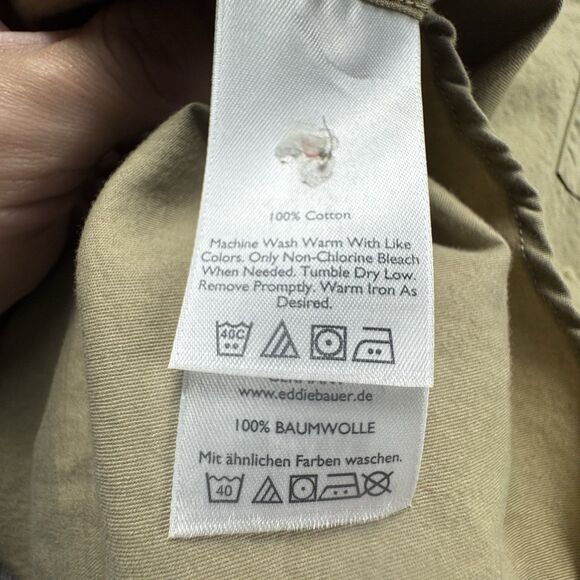 100% Cotton
Machine Wash Warm With Like
Colors. Only Non-Chlorine Bleach
When Needed. Tumble Dry Low.
Remove Promptly. Warm Iron As
Desired.
40C
GERMANY
www.eddiebauer.de
100% BAUMWOLLE
Mit ähnlichen Farben waschen.
40